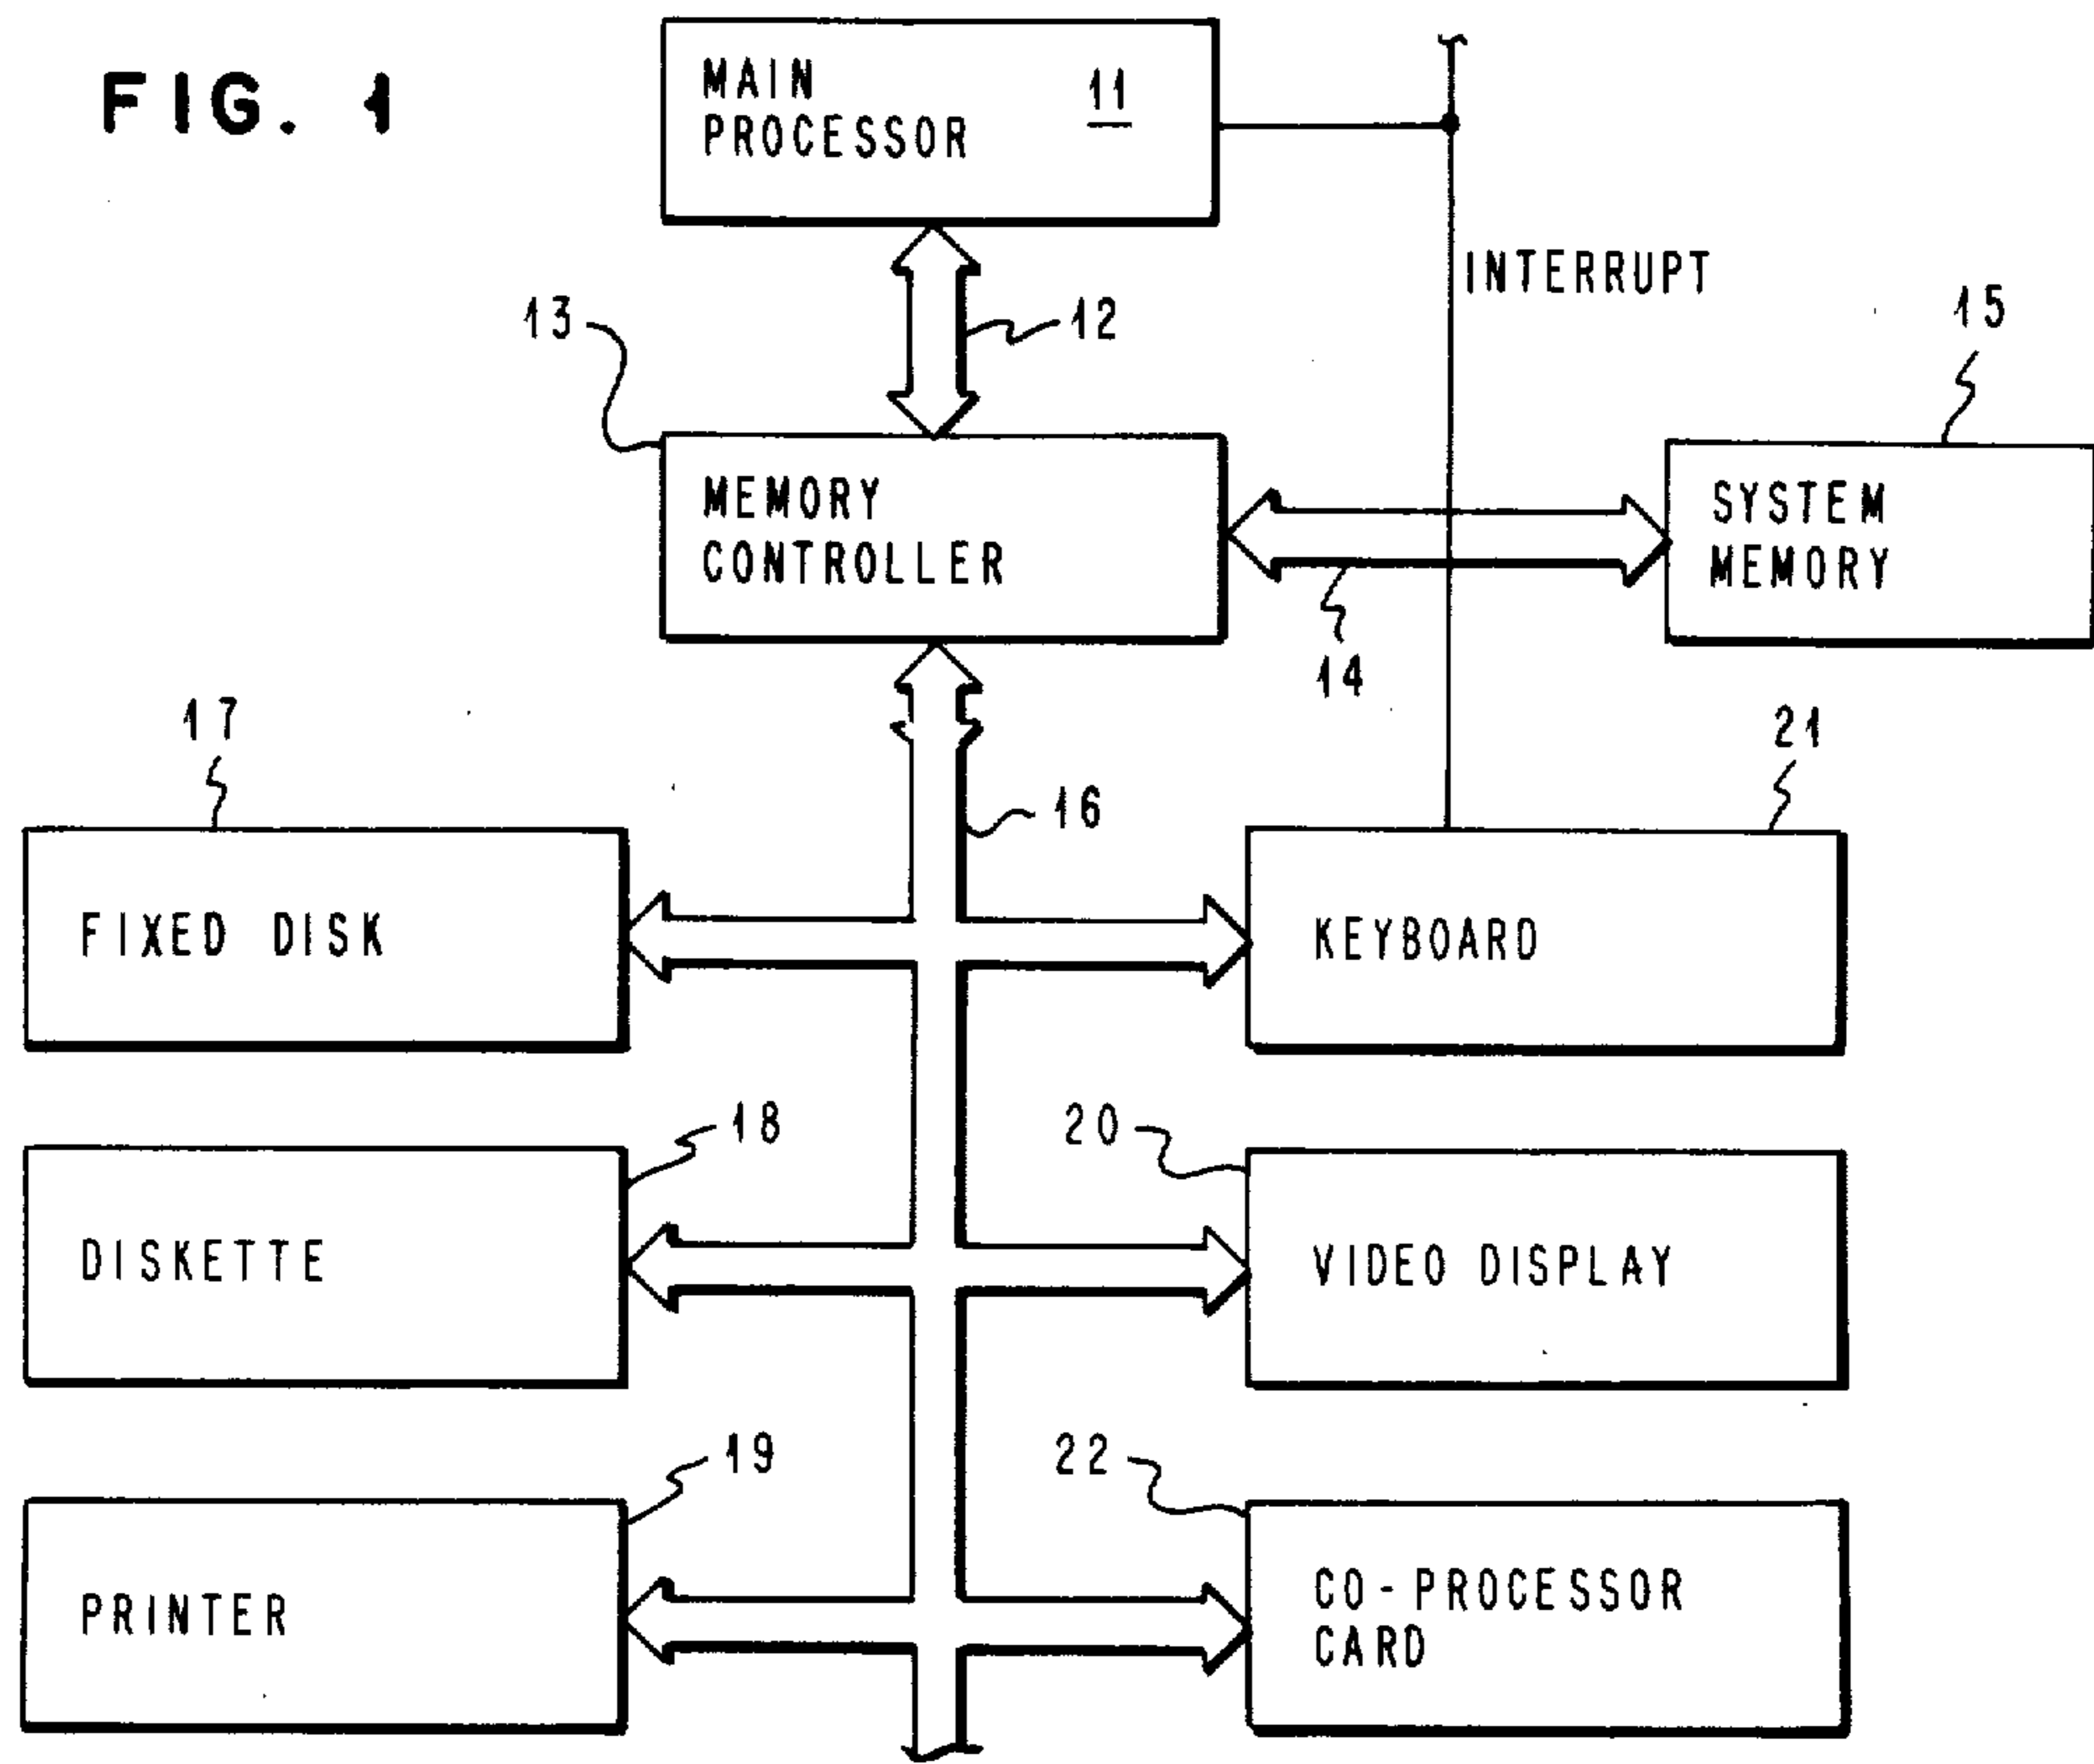 FIG. 1
MAIN
PROCESSOR
11
INTERRUPT
13
12
15
MEMORY
CONTROLLER
SYSTEM
MEMORY
14
17
21
16
FIXED DISK
KEYBOARD
18
20
DISKETTE
VIDEO DISPLAY
19
22
PRINTER
CO-PROCESSOR
CARD